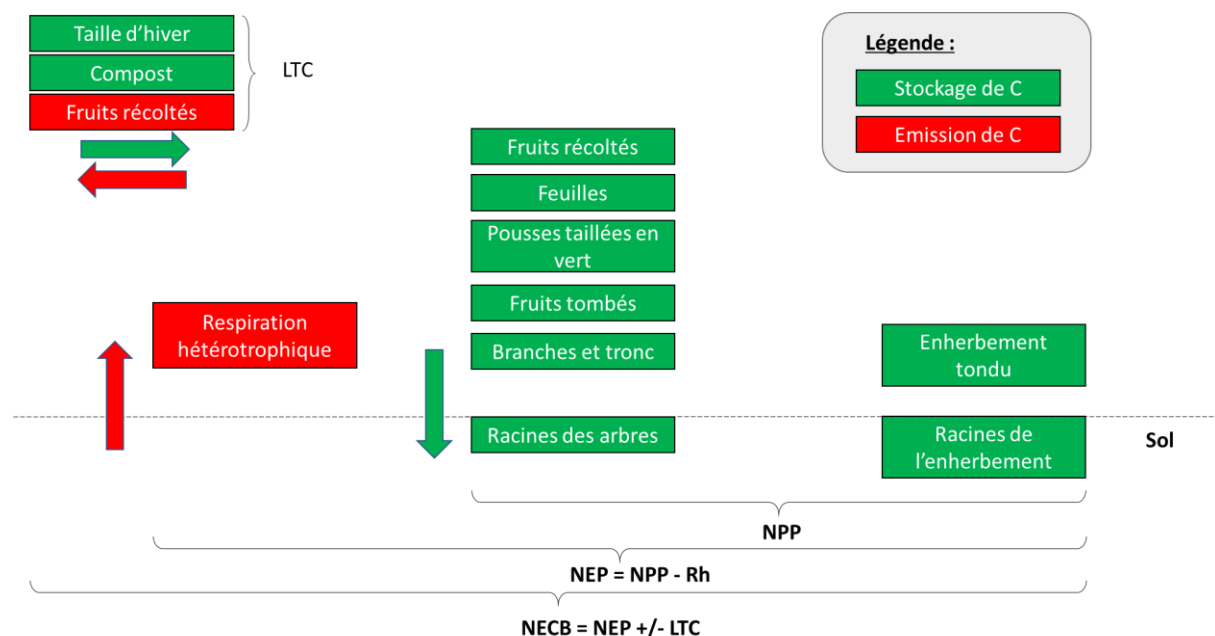 Taille d'hiver
Compost
Fruits récoltés
LTC
Légende :
Stockage de C
Emission de C
Fruits récoltés
Feuilles
Pousses taillées en
vert
Fruits tombés
Branches et tronc
Respiration
hétérotrophique
Enherbement
tondu
Racines des arbres
Racines de
l'enherbement
Sol
NPP
NEP = NPP - Rh
NECB = NEP +/- LTC